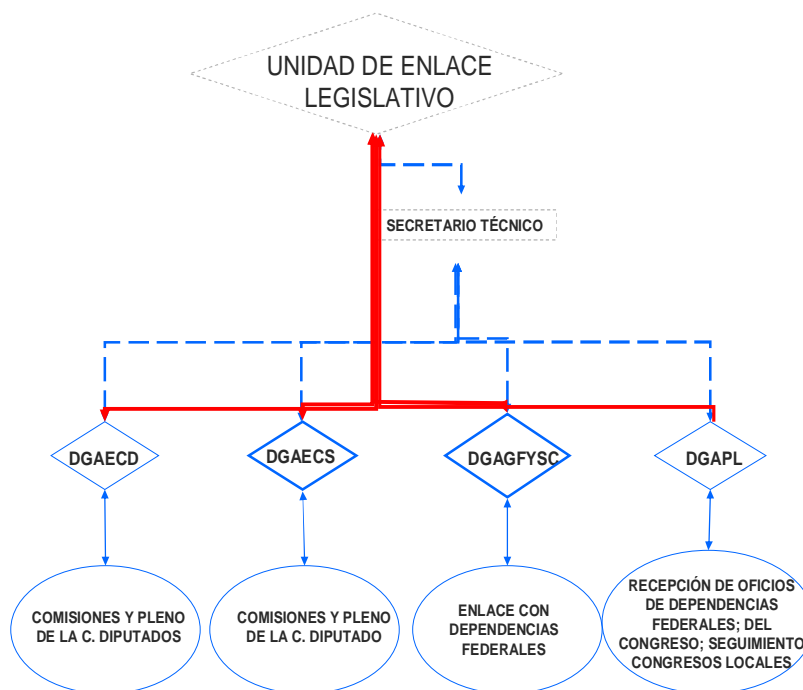 UNIDAD DE ENLACE
LEGISLATIVO
SECRETARIO TÉCNICO
DGAECD
DGAECS
DGAGFYSC
DGAPL
COMISIONES Y PLENO
DE LA C. DIPUTADOS
COMISIONES Y PLENO
DE LA C. DIPUTADO
ENLACE CON
DEPENDENCIAS
FEDERALES
RECEPCIÓN DE OFICIOS
DE DEPENDENCIAS
FEDERALES; DEL
CONGRESO; SEGUIMIENTO
CONGRESOS LOCALES